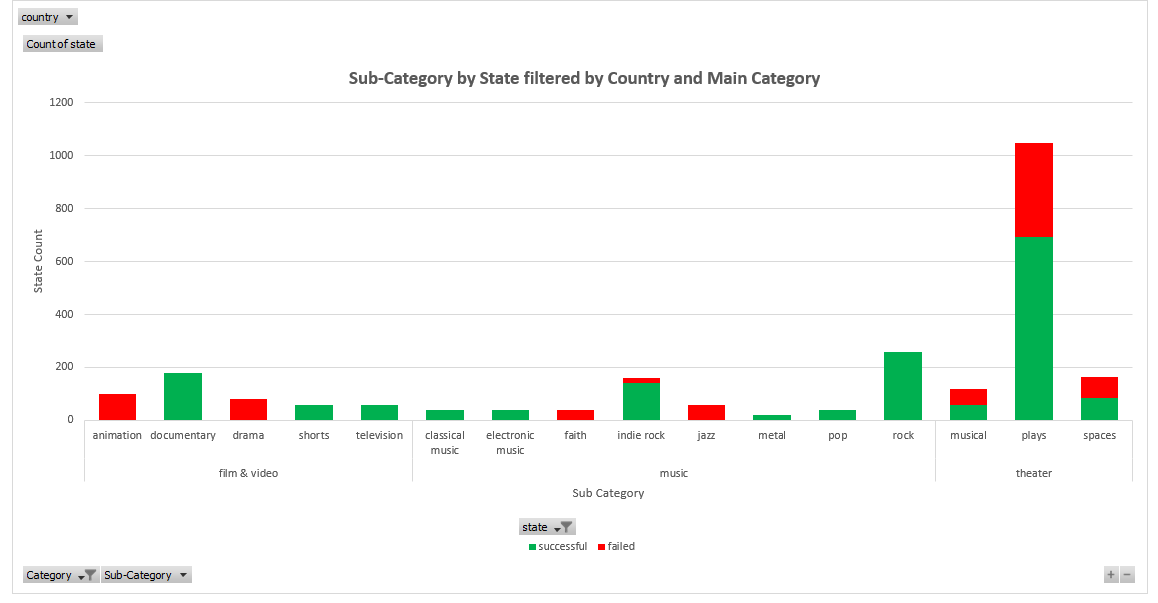 country
Count of state
Sub-Category by State filtered by Country and Main Category
1200
1000
800
600
400
200
0
State Count
animation documentary drama shorts television classical music electronic music faith indie rock jazz metal pop rock musical plays spaces
film & video music theater
Sub Category
state
successful failed
Category Sub-Category
+ −